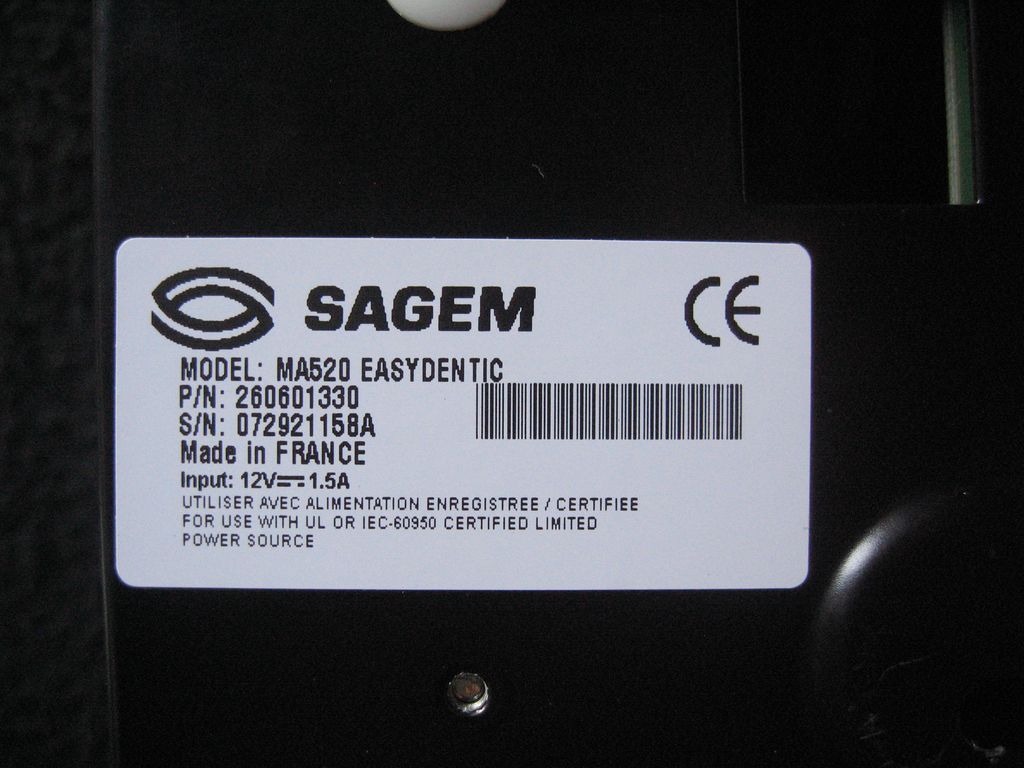 SAGEM
CE
MODEL: MA520 EASYDENTIC
P/N: 260601330
S/N: 072921158A
Made in FRANCE
Input: 12V⎓1.5A
UTILISER AVEC ALIMENTATION ENREGISTREE / CERTIFIEE
FOR USE WITH UL OR IEC-60950 CERTIFIED LIMITED
POWER SOURCE